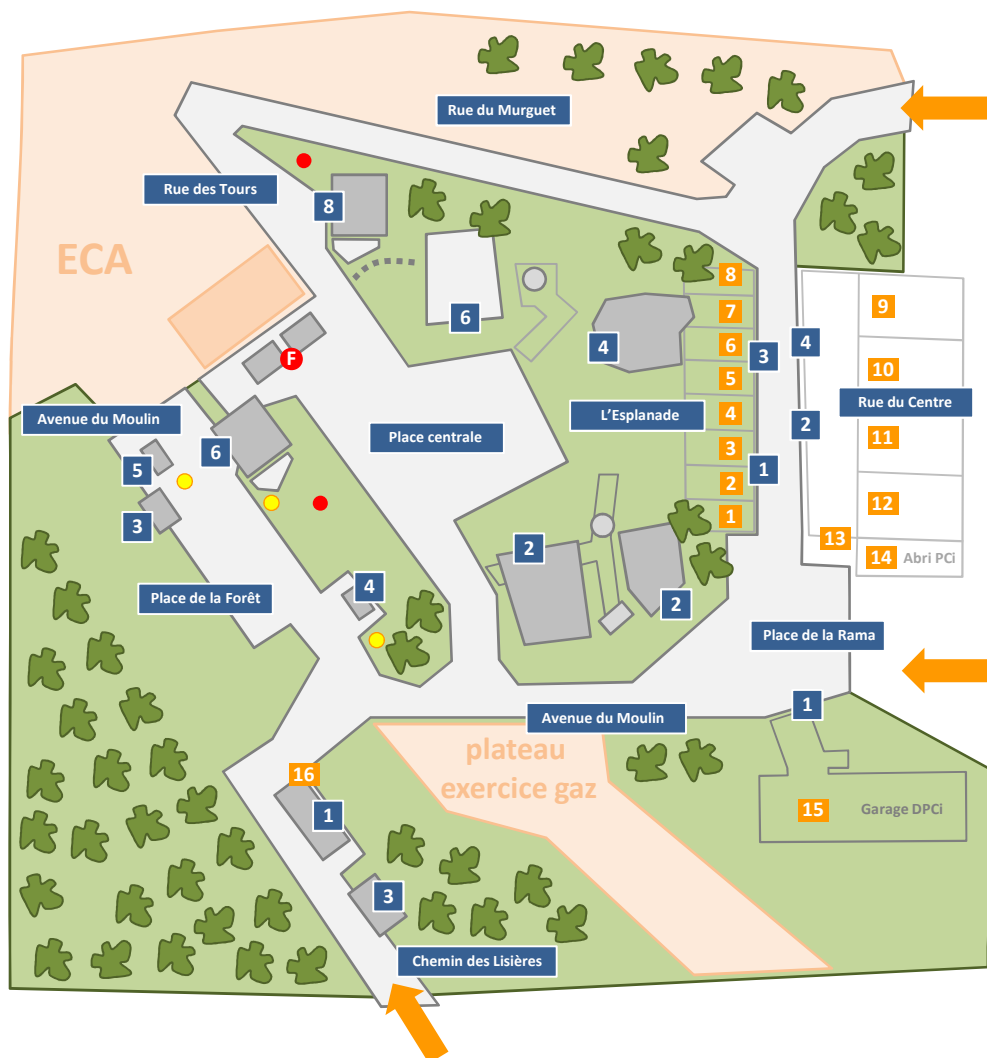 Rue du Murguet
Rue des Tours
8
ECA
6
4
8
7
6
5
4
3
2
1
3
1
4
2
9
10
11
12
13
14
Abri PCi
Rue du Centre
L’Esplanade
F
Avenue du Moulin
6
5
3
Place centrale
Place de la Forêt
4
2
2
Place de la Rama
1
Avenue du Moulin
plateau
exercice gaz
15
Garage DPCi
16
1
3
Chemin des Lisières